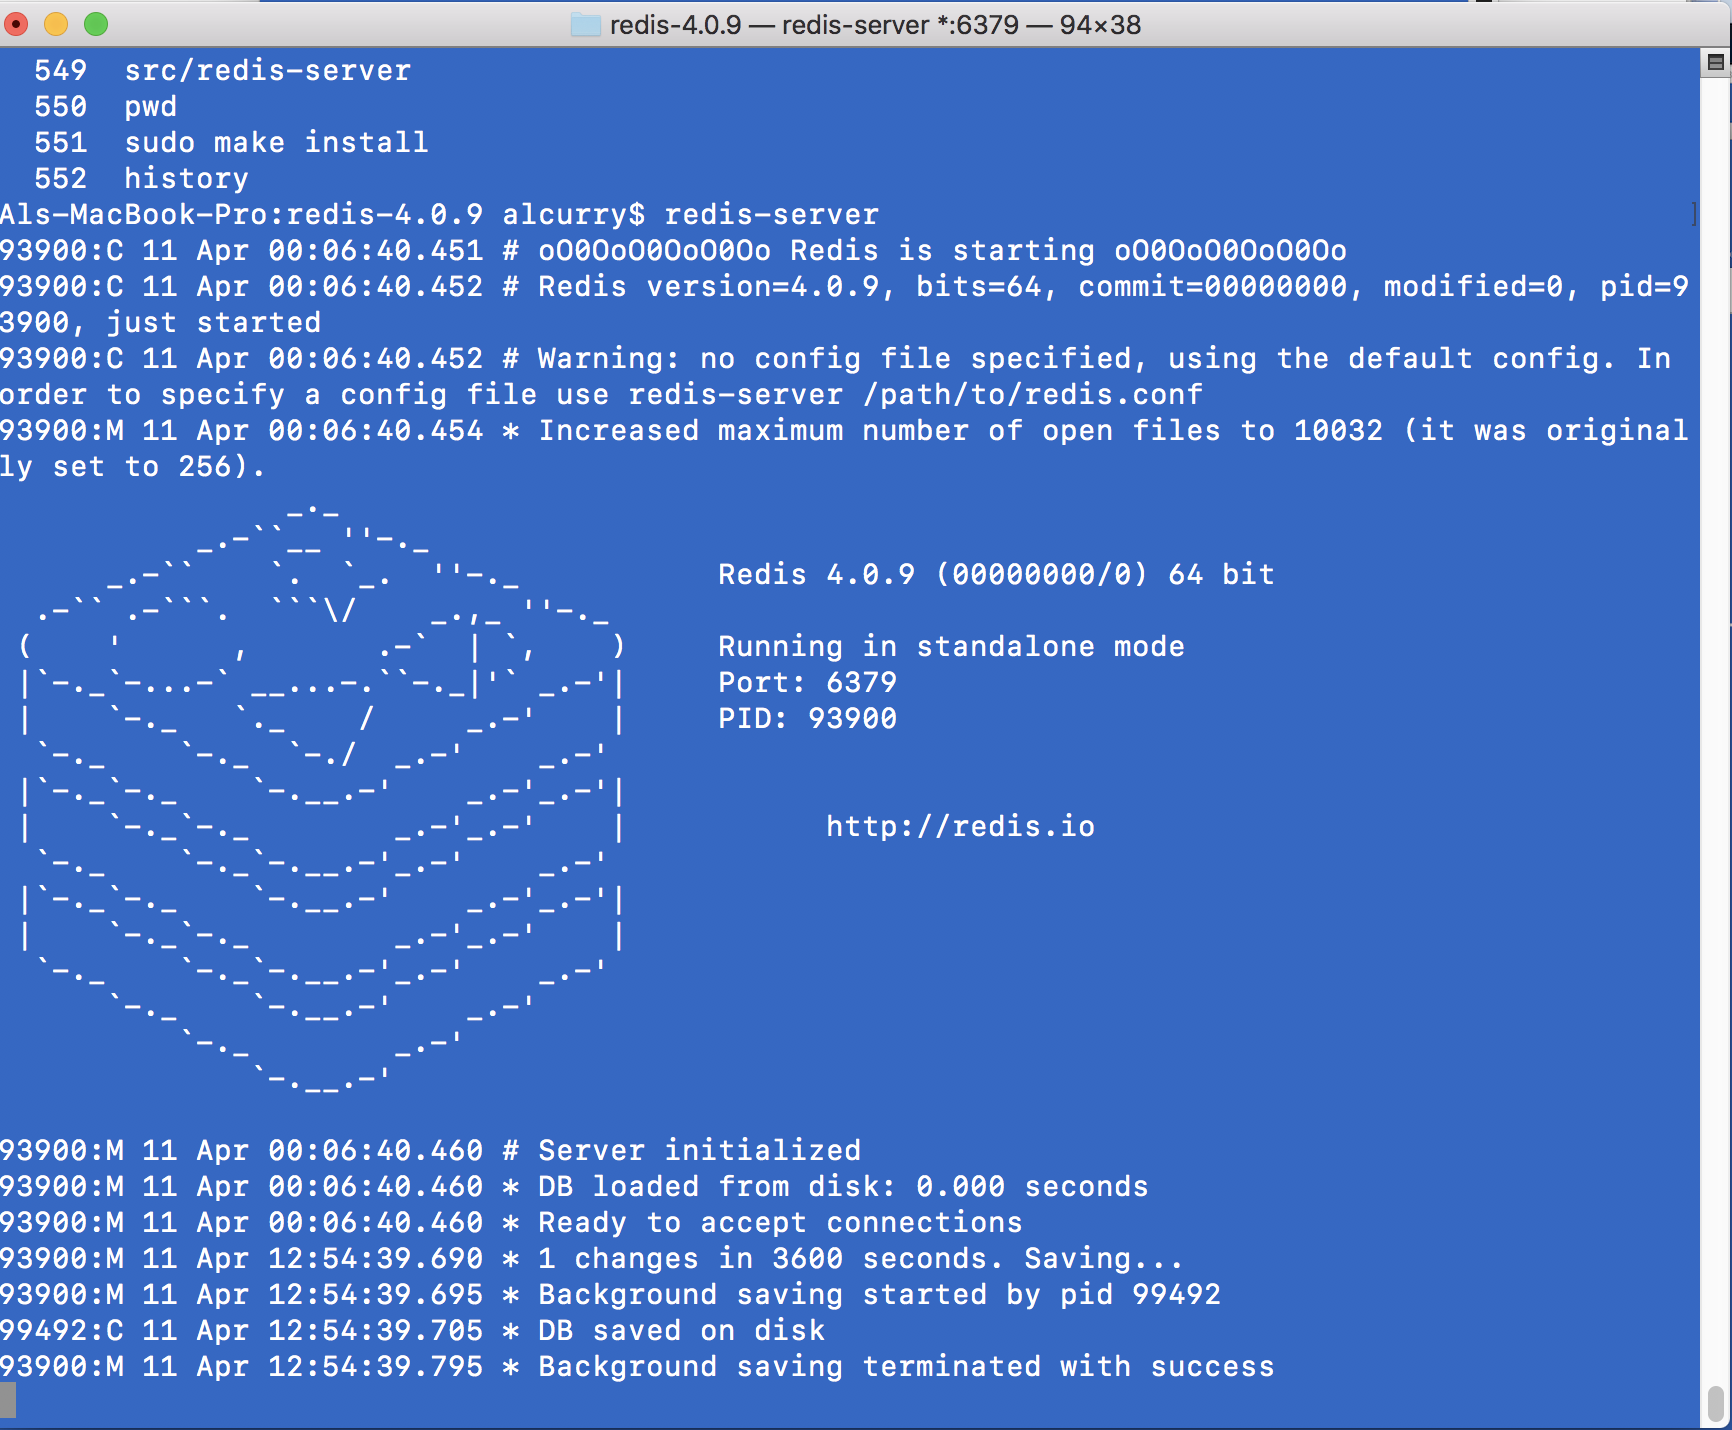 redis-4.0.9 — redis-server *:6379 — 94×38
  549  src/redis-server
  550  pwd
  551  sudo make install
  552  history
Als-MacBook-Pro:redis-4.0.9 alcurry$ redis-server
93900:C 11 Apr 00:06:40.451 # oO0OoO0OoO0Oo Redis is starting oO0OoO0OoO0Oo
93900:C 11 Apr 00:06:40.452 # Redis version=4.0.9, bits=64, commit=00000000, modified=0, pid=9
3900, just started
93900:C 11 Apr 00:06:40.452 # Warning: no config file specified, using the default config. In
order to specify a config file use redis-server /path/to/redis.conf
93900:M 11 Apr 00:06:40.454 * Increased maximum number of open files to 10032 (it was original
ly set to 256).
Redis 4.0.9 (00000000/0) 64 bit
Running in standalone mode
Port: 6379
PID: 93900
http://redis.io
93900:M 11 Apr 00:06:40.460 # Server initialized
93900:M 11 Apr 00:06:40.460 * DB loaded from disk: 0.000 seconds
93900:M 11 Apr 00:06:40.460 * Ready to accept connections
93900:M 11 Apr 12:54:39.690 * 1 changes in 3600 seconds. Saving...
93900:M 11 Apr 12:54:39.695 * Background saving started by pid 99492
99492:C 11 Apr 12:54:39.705 * DB saved on disk
93900:M 11 Apr 12:54:39.795 * Background saving terminated with success